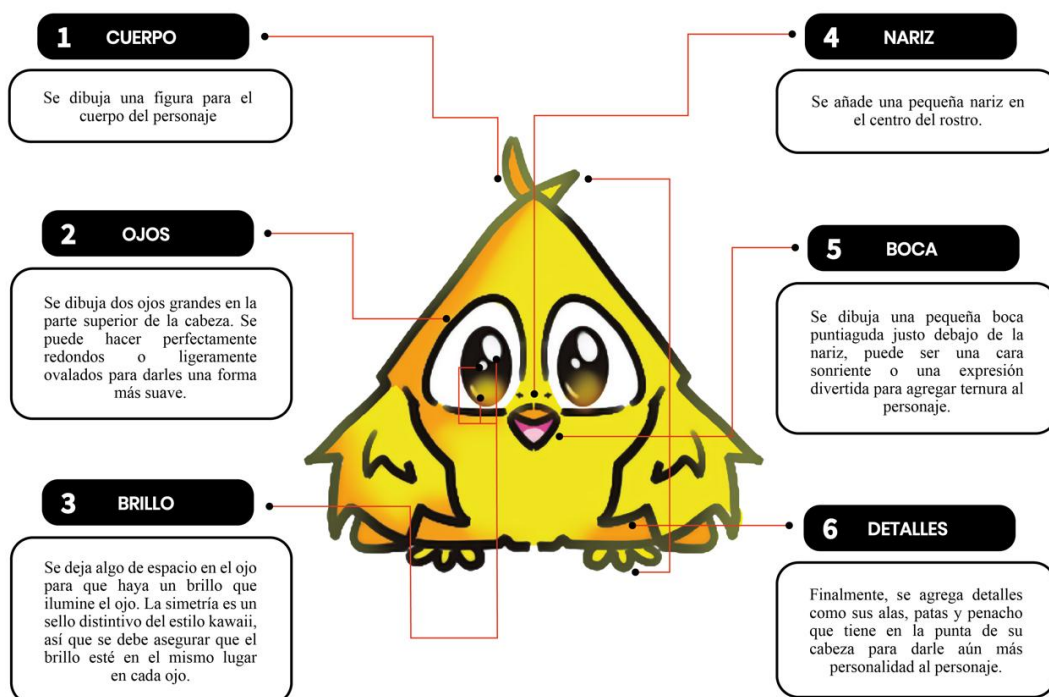 1 CUERPO
Se dibuja una figura para el
cuerpo del personaje
2 OJOS
Se dibuja dos ojos grandes en la
parte superior de la cabeza. Se
puede hacer perfectamente
redondos o ligeramente
ovalados para darles una forma
más suave.
3 BRILLO
Se deja algo de espacio en el ojo
para que haya un brillo que
ilumine el ojo. La simetría es un
sello distintivo del estilo kawaii,
así que se debe asegurar que el
brillo esté en el mismo lugar
en cada ojo.
4 NARIZ
Se añade una pequeña nariz en
el centro del rostro.
5 BOCA
Se dibuja una pequeña boca
puntiaguda justo debajo de la
nariz, puede ser una cara
sonriente o una expresión
divertida para agregar ternura al
personaje.
6 DETALLES
Finalmente, se agrega detalles
como sus alas, patas y penacho
que tiene en la punta de su
cabeza para darle aún más
personalidad al personaje.